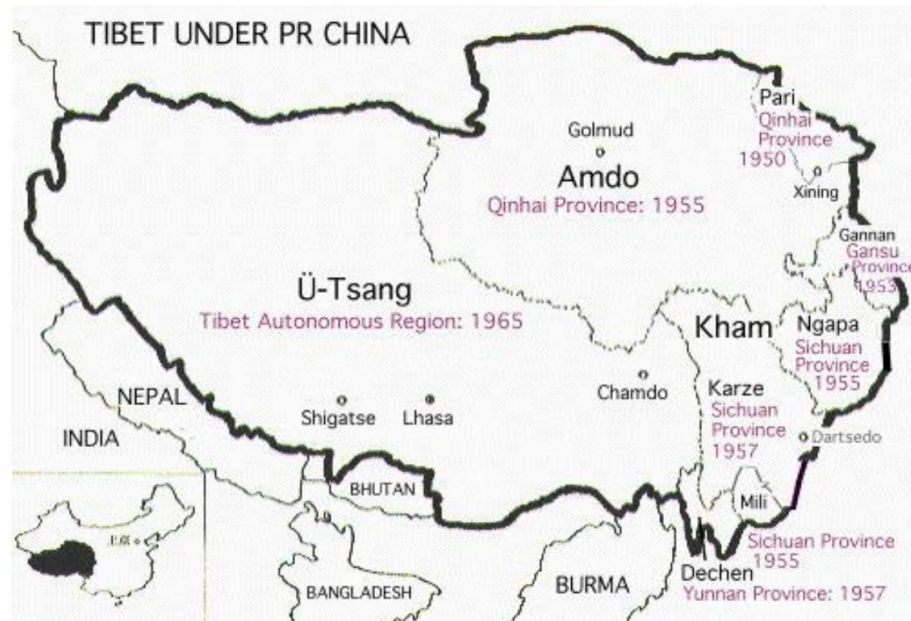 TIBET UNDER PR CHINA
Pari
Qinhai
Province
1950
Golmud
Amdo
Qinhai Province: 1955
Xining
Gannan
Gansu
Province
1953
Ü-Tsang
Tibet Autonomous Region: 1965
Kham
Ngapa
Sichuan
Province
1955
Chamdo
Karze
Sichuan
Province
1957
Shigatse
Lhasa
Dartsedo
NEPAL
INDIA
BHUTAN
Mili
Sichuan Province
1955
Dechen
Yunnan Province: 1957
BURMA
BANGLADESH